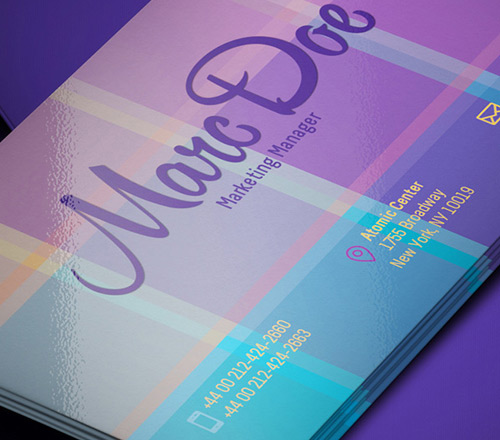 Marc Doe
Marketing Manager
Atomic Center
1755 Broadway
New York, NY 10019
+44 00 212-424-2660
+44 00 212-424-2663